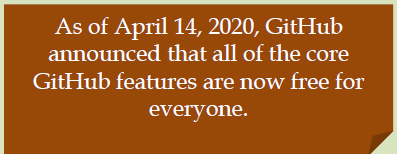 As of April 14, 2020, GitHub
announced that all of the core
GitHub features are now free for
everyone.